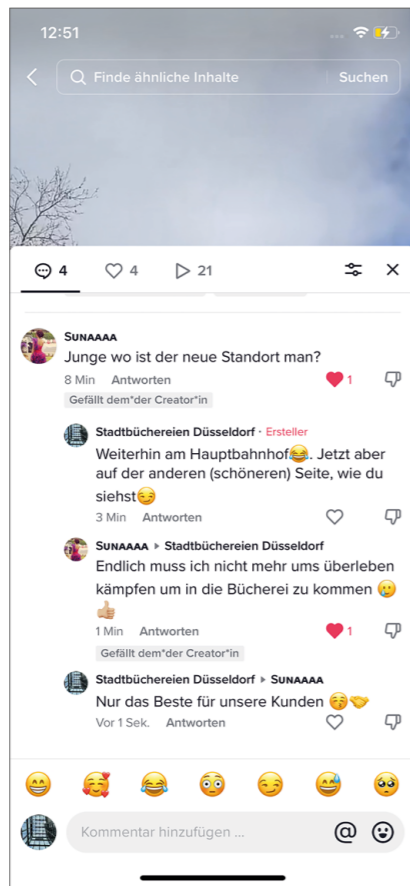 12:51
Finde ähnliche Inhalte
Suchen
4
4
21
Sunaaaa
Junge wo ist der neue Standort man?
8 Min Antworten 1
Gefällt dem*der Creator*in
Stadtbüchereien Düsseldorf · Ersteller
Weiterhin am Hauptbahnhof😂. Jetzt aber
auf der anderen (schöneren) Seite, wie du
siehst😏
3 Min Antworten
Sunaaaa ▸ Stadtbüchereien Düsseldorf
Endlich muss ich nicht mehr ums überleben
kämpfen um in die Bücherei zu kommen 🥲
👍🏼
1 Min Antworten 1
Gefällt dem*der Creator*in
Stadtbüchereien Düsseldorf ▸ Sunaaaa
Nur das Beste für unsere Kunden 😚🤝
Vor 1 Sek. Antworten
Kommentar hinzufügen ...
@